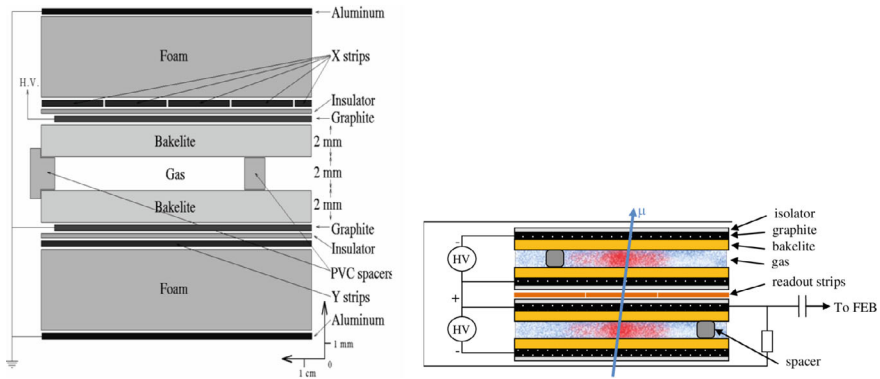 Aluminum
Foam
X strips
H.V.
Insulator
Graphite
Bakelite
2 mm
Gas
2 mm
Bakelite
2 mm
Graphite
Insulator
PVC spacers
Y strips
Foam
Aluminum
1 mm
1 cm
0
μ
isolator
graphite
bakelite
gas
readout strips
To FEB
spacer
-
HV
+
HV
-